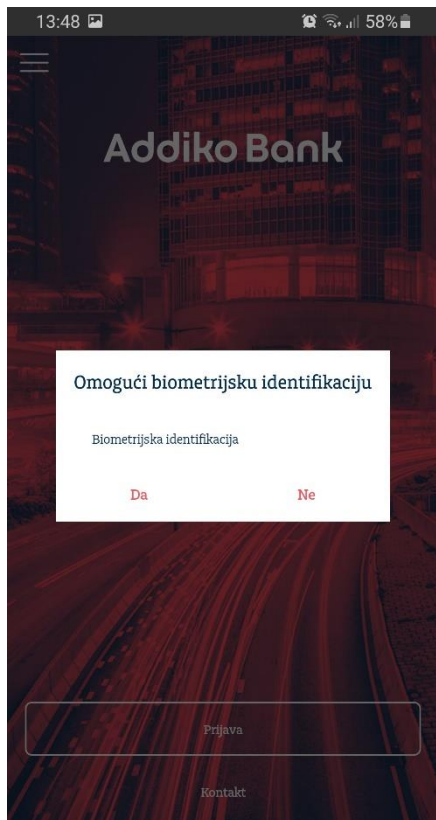 13:48
58%
Addiko Bank
Omogući biometrijsku identifikaciju
Biometrijska identifikacija
Da
Ne
Prijava
Kontakt